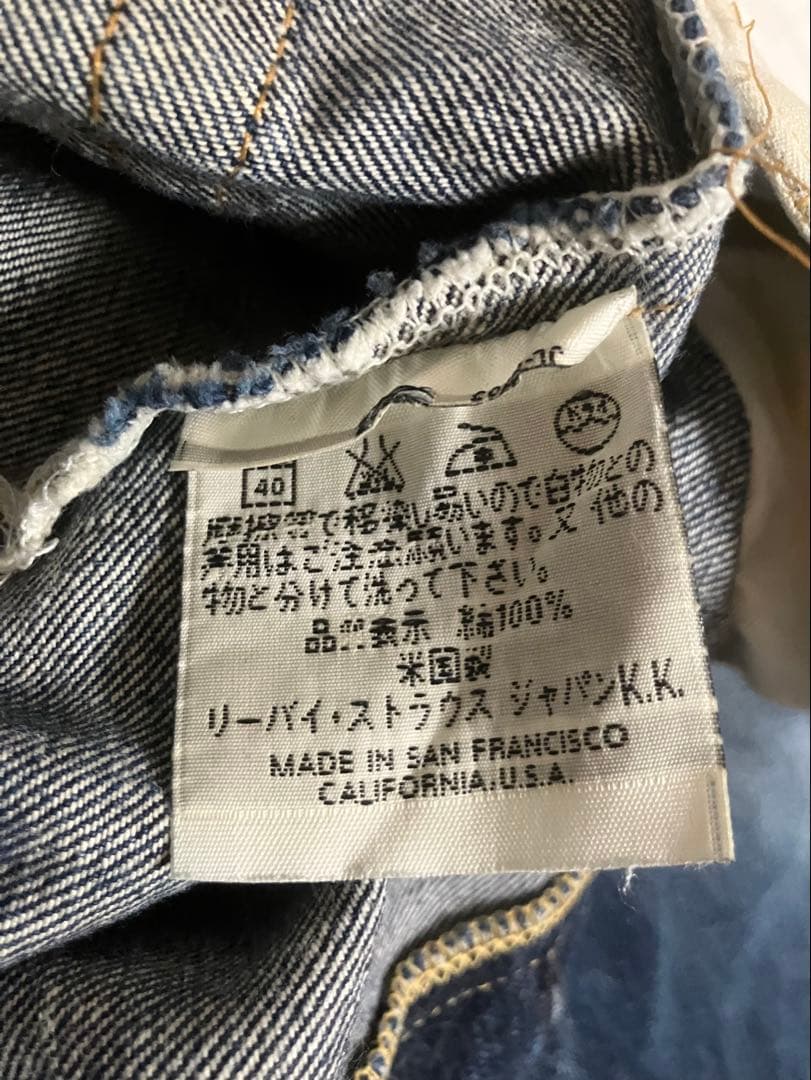 40
摩擦等で移染し易いので白物との
兼用はご注意願います。又他の
物と分けて洗って下さい。
品質表示 綿100%
米国製
リーバイ・ストラウス ジャパンK.K.
MADE IN SAN FRANCISCO
CALIFORNIA.U.S.A.